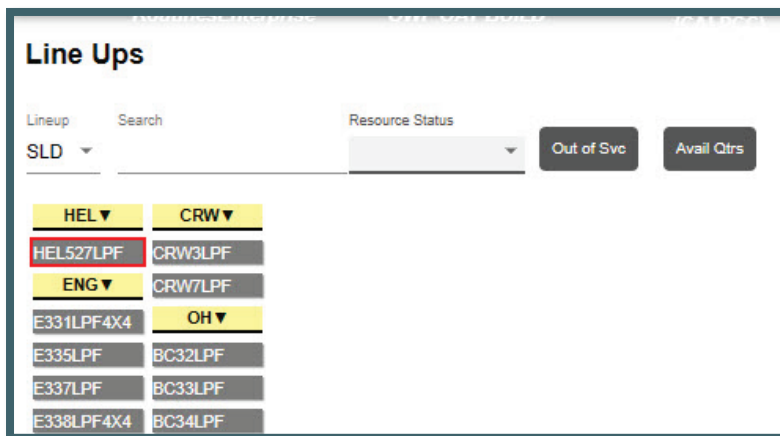 Line Ups
Lineup Search Resource Status
SLD Out of Svc Avail Qtrs
HEL▼ CRW▼
HEL527LPF CRW3LPF
ENG▼ CRW7LPF
E331LPF4X4 OH▼
E335LPF BC32LPF
E337LPF BC33LPF
E338LPF4X4 BC34LPF